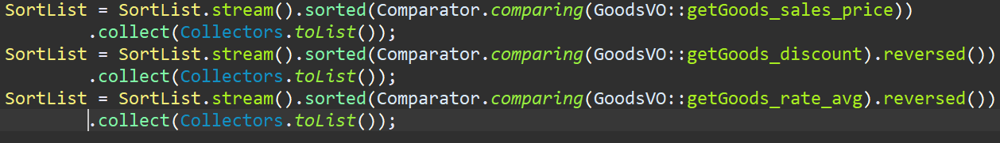 SortList = SortList.stream().sorted(Comparator.comparing(GoodsVO::getGoods_sales_price))
.collect(Collectors.toList());
SortList = SortList.stream().sorted(Comparator.comparing(GoodsVO::getGoods_discount).reversed())
.collect(Collectors.toList());
SortList = SortList.stream().sorted(Comparator.comparing(GoodsVO::getGoods_rate_avg).reversed())
.collect(Collectors.toList());